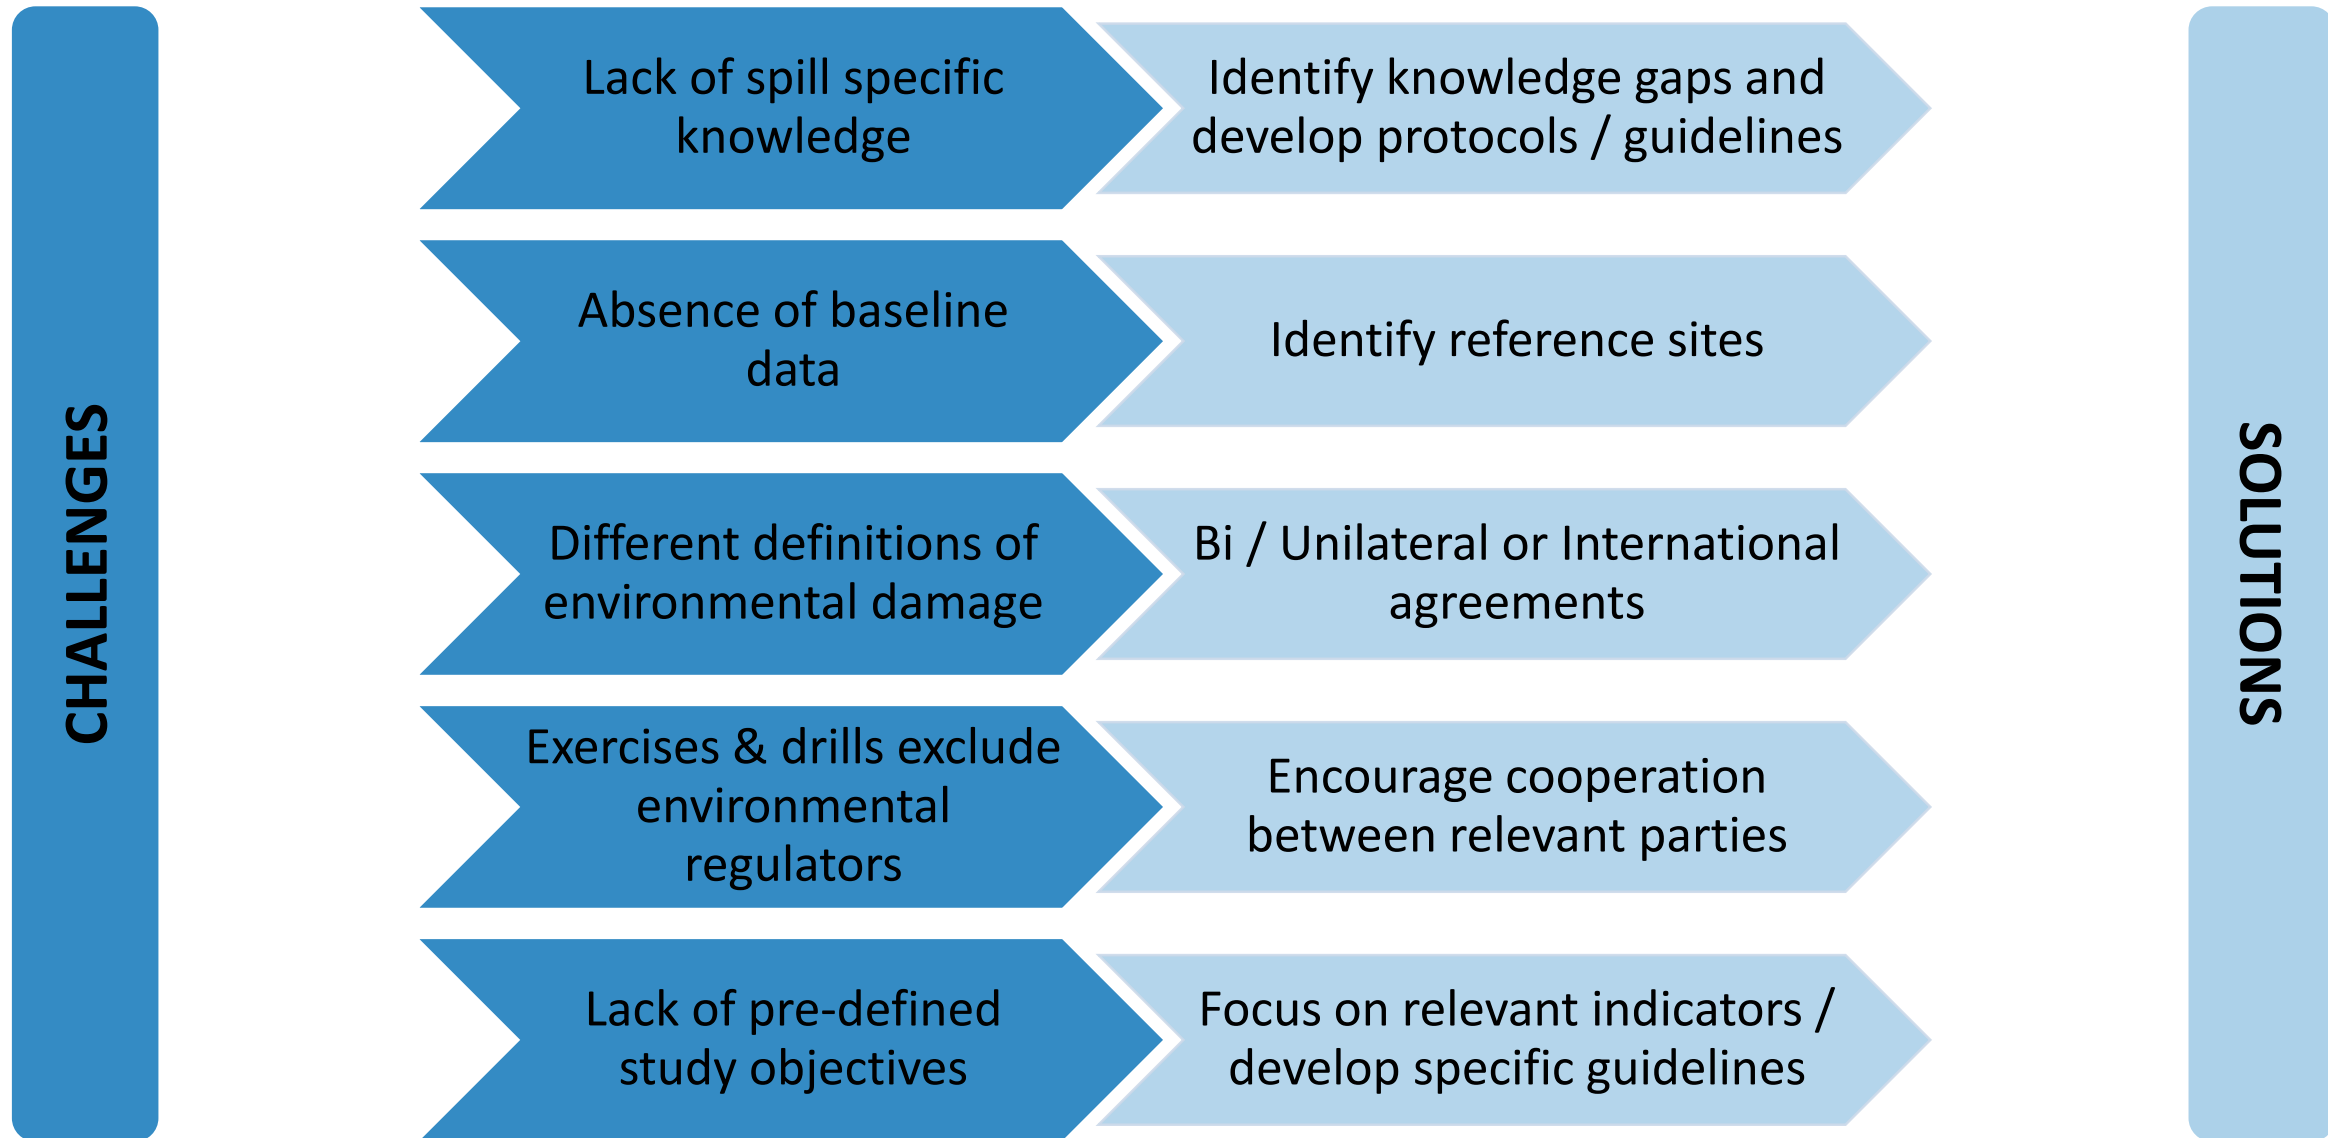 CHALLENGES
Lack of spill specific
knowledge
Identify knowledge gaps and
develop protocols / guidelines
Absence of baseline
data
Identify reference sites
Different definitions of
environmental damage
Bi / Unilateral or International
agreements
Exercises & drills exclude
environmental
regulators
Encourage cooperation
between relevant parties
Lack of pre-defined
study objectives
Focus on relevant indicators /
develop specific guidelines
SOLUTIONS